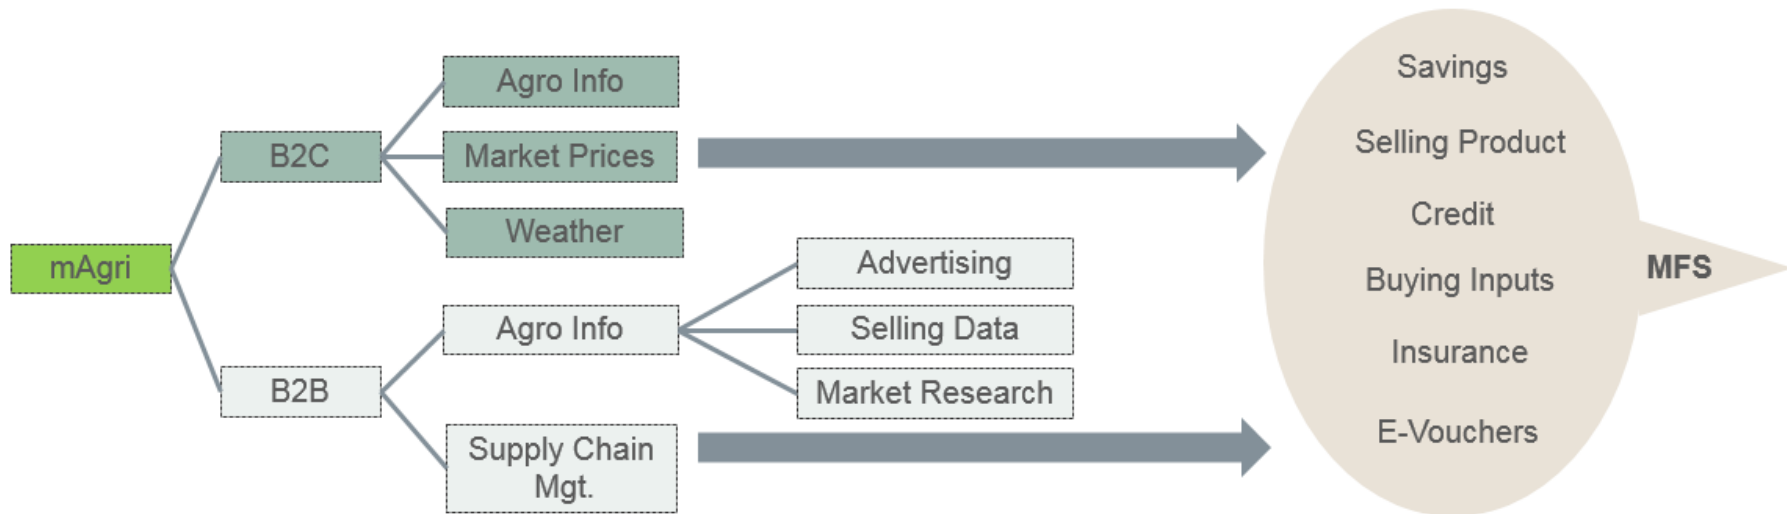 mAgri
B2C
Agro Info
Market Prices
Weather
B2B
Agro Info
Advertising
Selling Data
Market Research
Supply Chain
Mgt.
Savings
Selling Product
Credit
Buying Inputs
Insurance
E-Vouchers
MFS